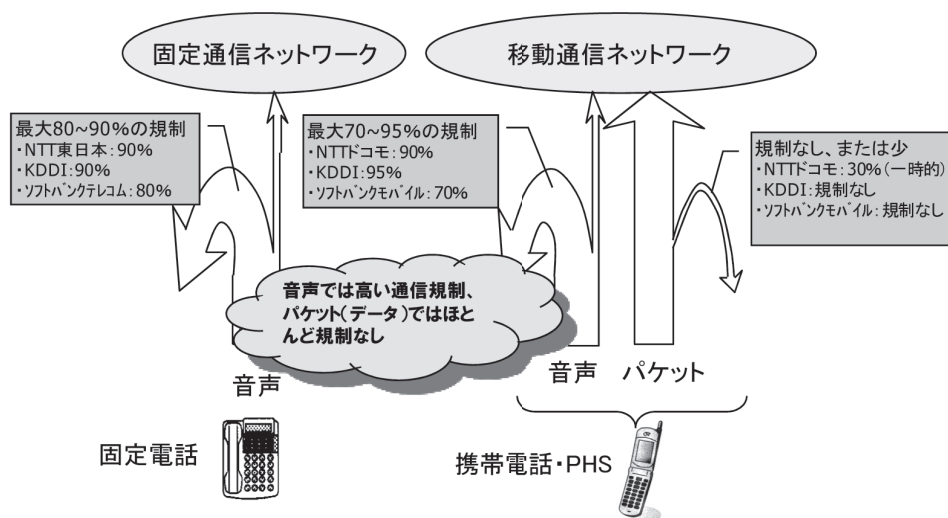 固定通信ネットワーク
移動通信ネットワーク
最大80~90%の規制
・NTT東日本：90%
・KDDI：90%
・ソフトバンクテレコム：80%
最大70~95%の規制
・NTTドコモ：90%
・KDDI：95%
・ソフトバンクモバイル：70%
規制なし、または少
・NTTドコモ：30%(一時的)
・KDDI：規制なし
・ソフトバンクモバイル：規制なし
音声では高い通信規制、
パケット(データ)ではほと
んど規制なし
音声
音声
パケット
固定電話
携帯電話・PHS